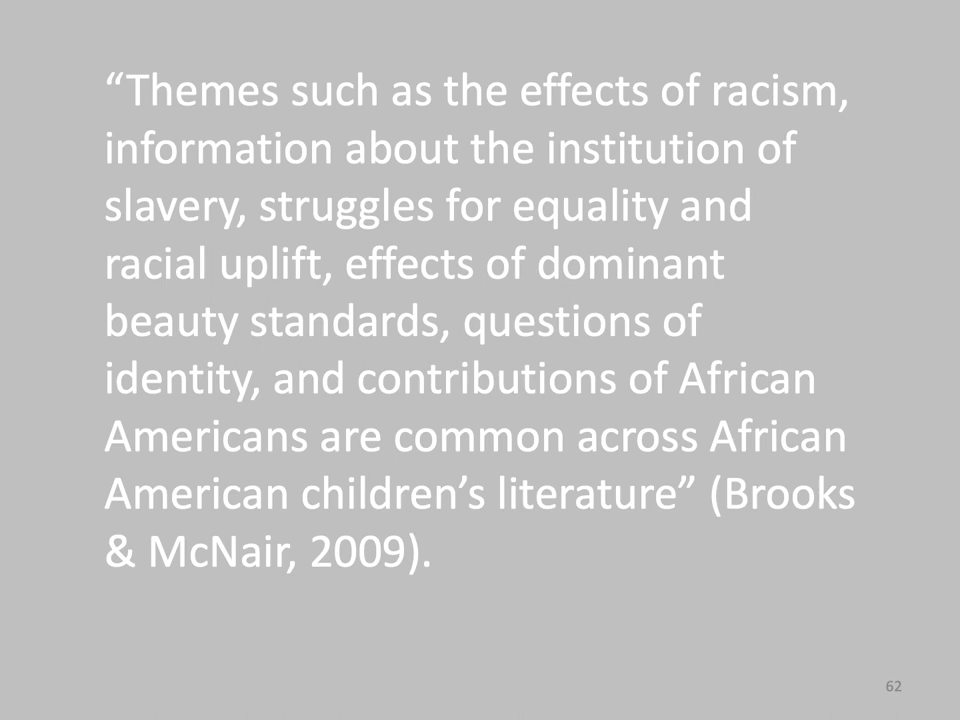 “Themes such as the effects of racism,
information about the institution of
slavery, struggles for equality and
racial uplift, effects of dominant
beauty standards, questions of
identity, and contributions of African
Americans are common across African
American children’s literature” (Brooks
& McNair, 2009).
62